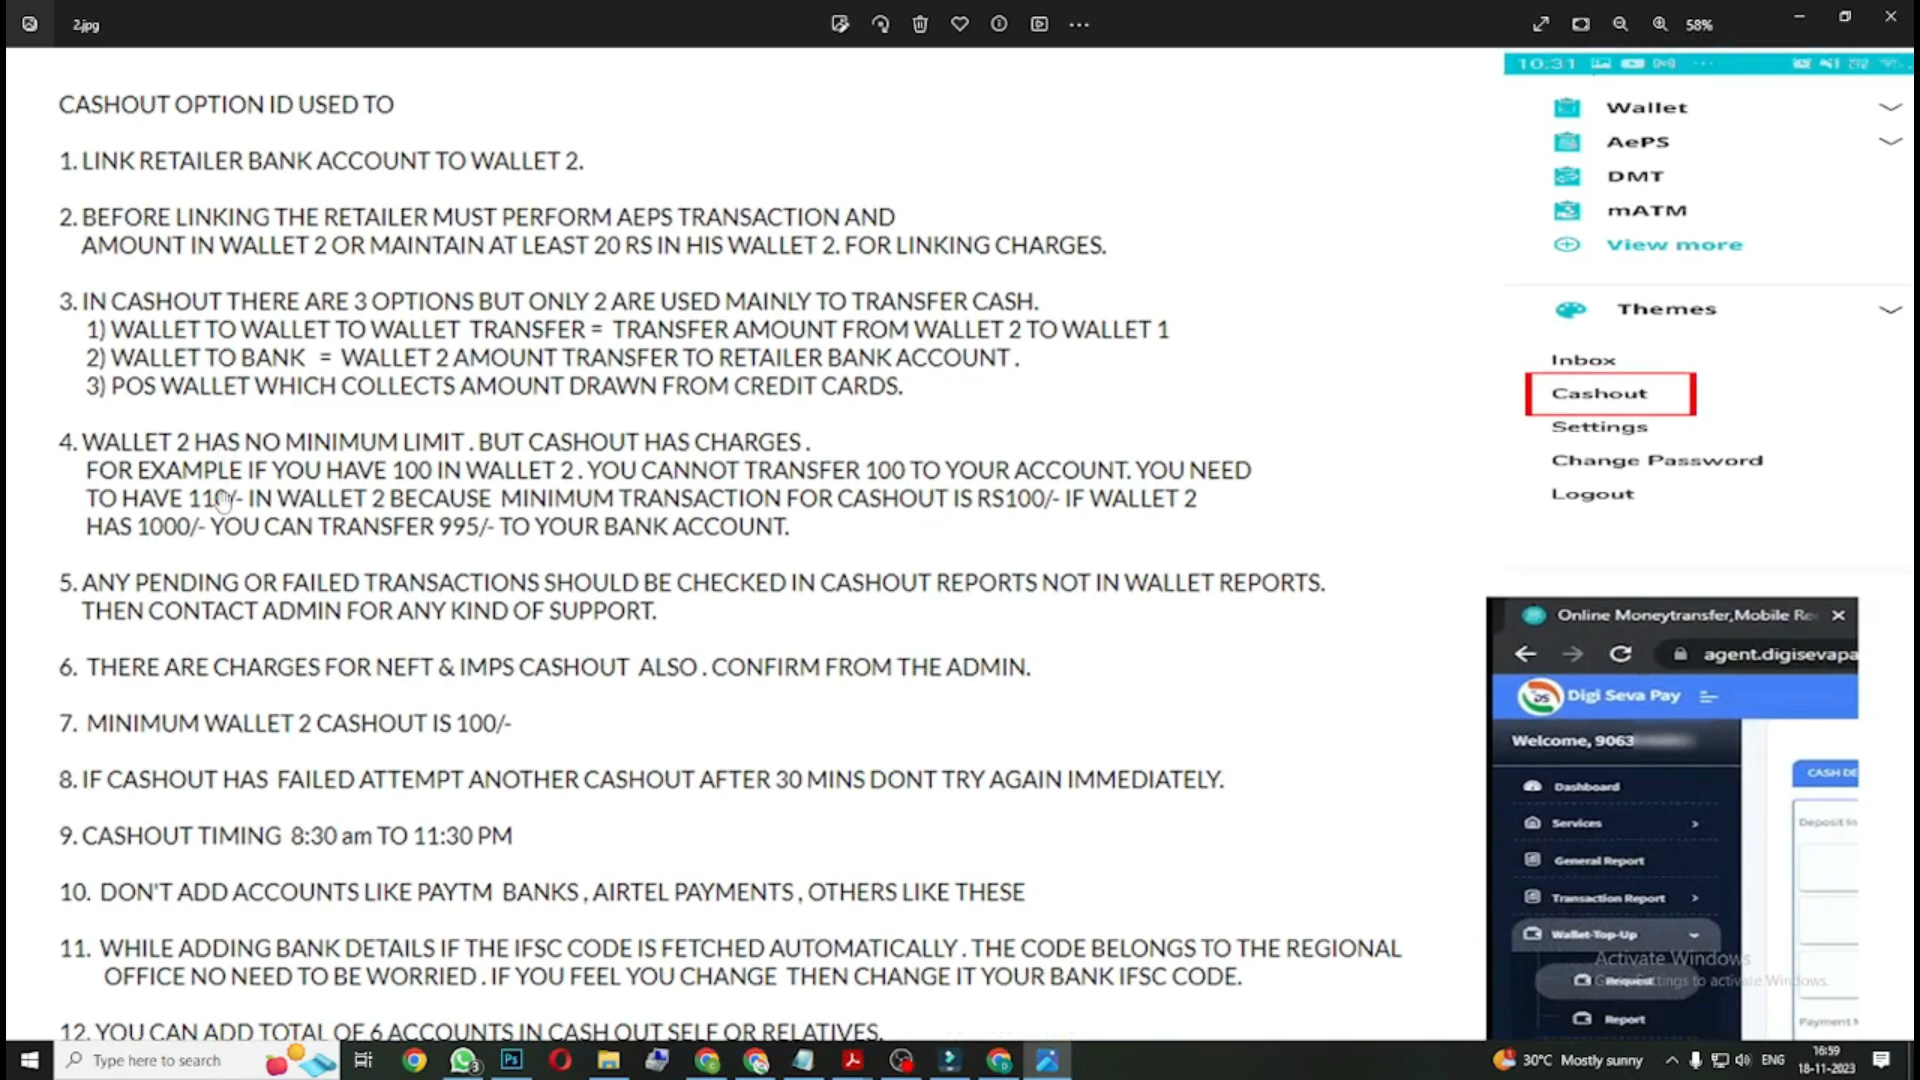 2.jpg
58%
CASHOUT OPTION ID USED TO
1. LINK RETAILER BANK ACCOUNT TO WALLET 2.
2. BEFORE LINKING THE RETAILER MUST PERFORM AEPS TRANSACTION AND
AMOUNT IN WALLET 2 OR MAINTAIN AT LEAST 20 RS IN HIS WALLET 2. FOR LINKING CHARGES.
3. IN CASHOUT THERE ARE 3 OPTIONS BUT ONLY 2 ARE USED MAINLY TO TRANSFER CASH.
1) WALLET TO WALLET TO WALLET TRANSFER = TRANSFER AMOUNT FROM WALLET 2 TO WALLET 1
2) WALLET TO BANK = WALLET 2 AMOUNT TRANSFER TO RETAILER BANK ACCOUNT .
3) POS WALLET WHICH COLLECTS AMOUNT DRAWN FROM CREDIT CARDS.
4. WALLET 2 HAS NO MINIMUM LIMIT . BUT CASHOUT HAS CHARGES .
FOR EXAMPLE IF YOU HAVE 100 IN WALLET 2 . YOU CANNOT TRANSFER 100 TO YOUR ACCOUNT. YOU NEED
TO HAVE 110/- IN WALLET 2 BECAUSE MINIMUM TRANSACTION FOR CASHOUT IS RS100/- IF WALLET 2
HAS 1000/- YOU CAN TRANSFER 995/- TO YOUR BANK ACCOUNT.
5. ANY PENDING OR FAILED TRANSACTIONS SHOULD BE CHECKED IN CASHOUT REPORTS NOT IN WALLET REPORTS.
THEN CONTACT ADMIN FOR ANY KIND OF SUPPORT.
6. THERE ARE CHARGES FOR NEFT & IMPS CASHOUT ALSO . CONFIRM FROM THE ADMIN.
7. MINIMUM WALLET 2 CASHOUT IS 100/-
8. IF CASHOUT HAS FAILED ATTEMPT ANOTHER CASHOUT AFTER 30 MINS DONT TRY AGAIN IMMEDIATELY.
9. CASHOUT TIMING 8:30 am TO 11:30 PM
10. DON'T ADD ACCOUNTS LIKE PAYTM BANKS , AIRTEL PAYMENTS , OTHERS LIKE THESE
11. WHILE ADDING BANK DETAILS IF THE IFSC CODE IS FETCHED AUTOMATICALLY . THE CODE BELONGS TO THE REGIONAL
OFFICE NO NEED TO BE WORRIED . IF YOU FEEL YOU CHANGE THEN CHANGE IT YOUR BANK IFSC CODE.
12. YOU CAN ADD TOTAL OF 6 ACCOUNTS IN CASH OUT SELF OR RELATIVES.
10:31
Wallet
AePS
DMT
mATM
View more
Themes
Inbox
Cashout
Settings
Change Password
Logout
Online Moneytransfer,Mobile Re
agent.digisevapa
Digi Seva Pay
Welcome, 9063
CASH DE
Dashboard
Deposit In
Services
General Report
Transaction Report
Wallet-Top-Up
Activate Windows
Go to Settings to activate Windows.
Request
Report
Payment M
Type here to search
30°C Mostly sunny
ENG
16:59
18-11-2023